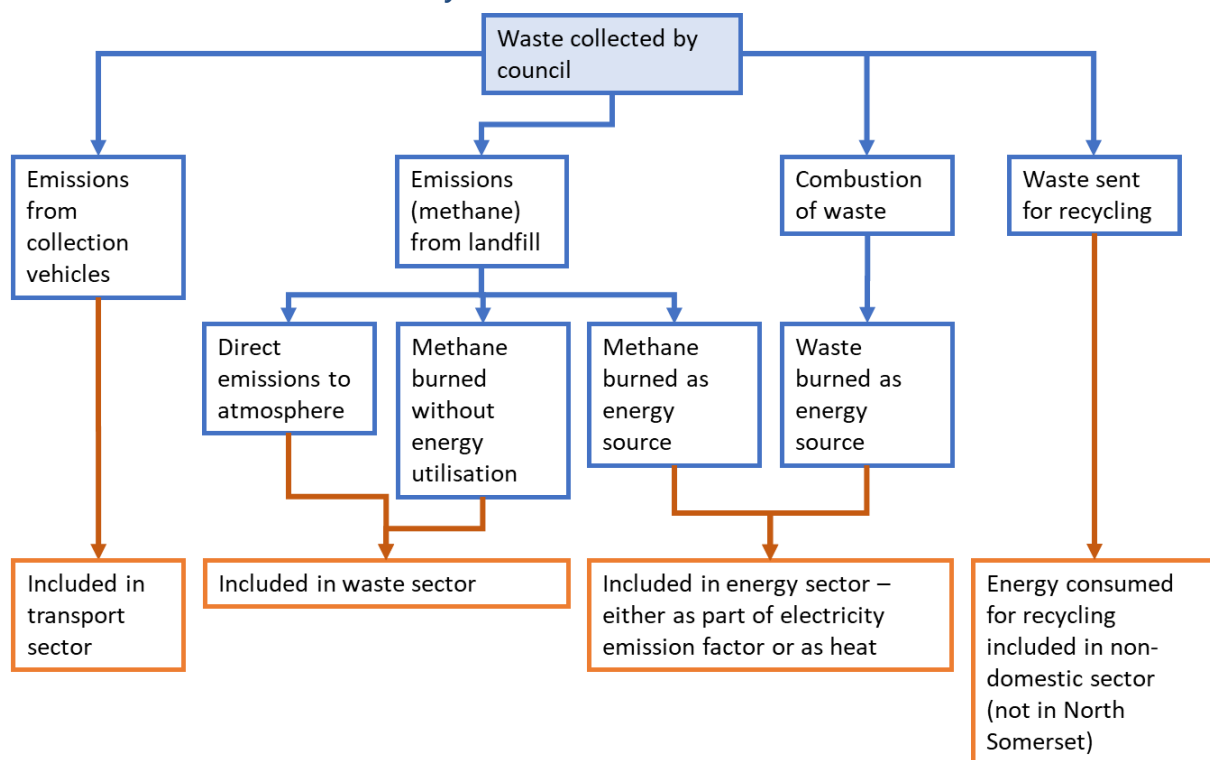 Waste collected by
council
Emissions
from
collection
vehicles
Emissions
(methane)
from landfill
Combustion
of waste
Waste sent
for recycling
Direct
emissions to
atmosphere
Methane
burned
without
energy
utilisation
Methane
burned as
energy
source
Waste
burned as
energy
source
Included in
transport
sector
Included in waste sector
Included in energy sector –
either as part of electricity
emission factor or as heat
Energy consumed
for recycling
included in non-
domestic sector
(not in North
Somerset)